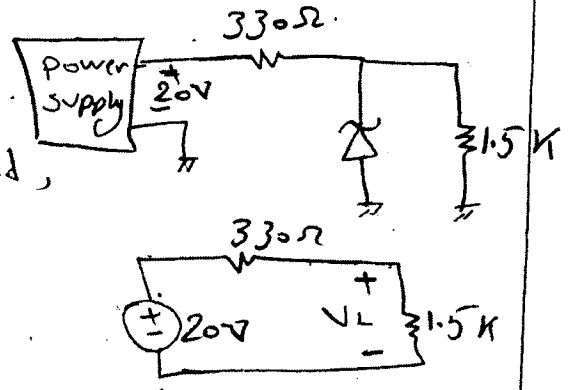 330Ω.
power
supply
+
20V
-
1.5K
d,
330Ω
+
-
20V
+
VL
-
1.5K